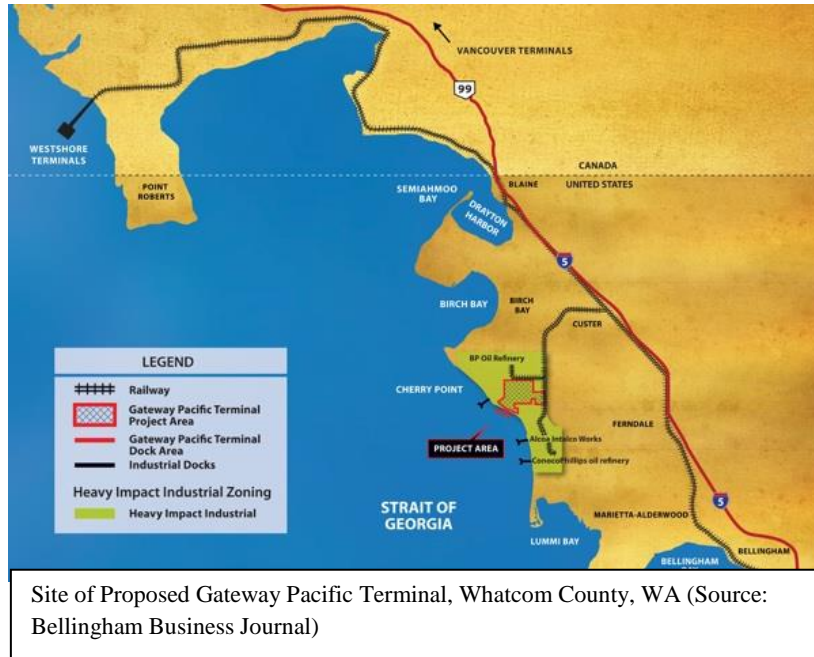 VANCOUVER TERMINALS
99
WESTSHORE
TERMINALS
POINT
ROBERTS
CANADA
UNITED STATES
SEMIAHMOO
BAY
BLAINE
DRAYTON
HARBOR
5
BIRCH BAY
BIRCH
BAY
CUSTER
BP Oil Refinery
CHERRY POINT
LEGEND
Railway
Gateway Pacific Terminal
Project Area
Gateway Pacific Terminal
Dock Area
Industrial Docks
Heavy Impact Industrial Zoning
Heavy Impact Industrial
PROJECT AREA
FERNDALE
Alcoa Intalco Works
ConocoPhillips oil refinery
STRAIT OF
GEORGIA
5
LUMMI BAY
MARIETTA-ALDERWOOD
BELLINGHAM
BELLINGHAM
Site of Proposed Gateway Pacific Terminal, Whatcom County, WA (Source:
Bellingham Business Journal)